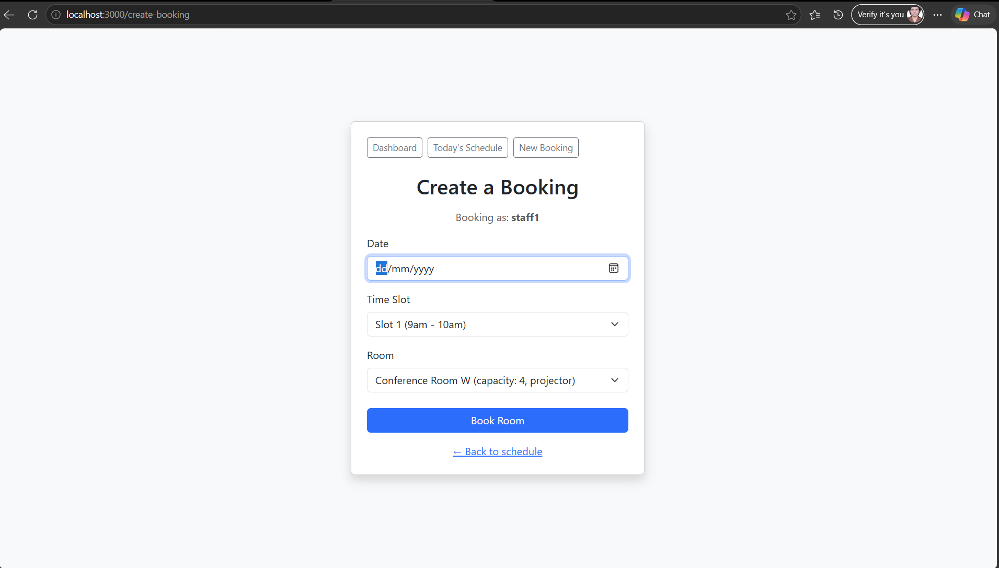 localhost:3000/create-booking
Verify it's you
Chat
Dashboard
Today's Schedule
New Booking
Create a Booking
Booking as: staff1
Date
dd/mm/yyyy
Time Slot
Slot 1 (9am - 10am)
Room
Conference Room W (capacity: 4, projector)
Book Room
← Back to schedule